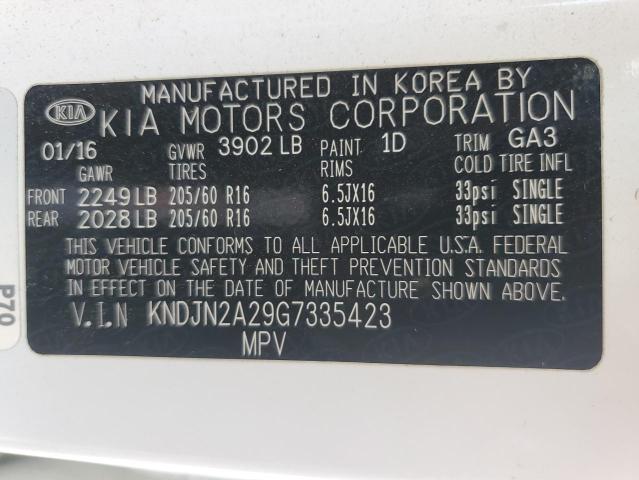 MANUFACTURED IN KOREA BY
KIA KIA MOTORS CORPORATION
01/16 GVWR 3902 LB PAINT 1D TRIM GA3
GAWR TIRES RIMS COLD TIRE INFL
FRONT 2249 LB 205/60 R16 6.5JX16 33psi SINGLE
REAR 2028 LB 205/60 R16 6.5JX16 33psi SINGLE
THIS VEHICLE CONFORMS TO ALL APPLICABLE U.S.A. FEDERAL
MOTOR VEHICLE SAFETY AND THEFT PREVENTION STANDARDS
IN EFFECT ON THE DATE OF MANUFACTURE SHOWN ABOVE.
V.I.N KNDJN2A29G7335423
MPV
P70